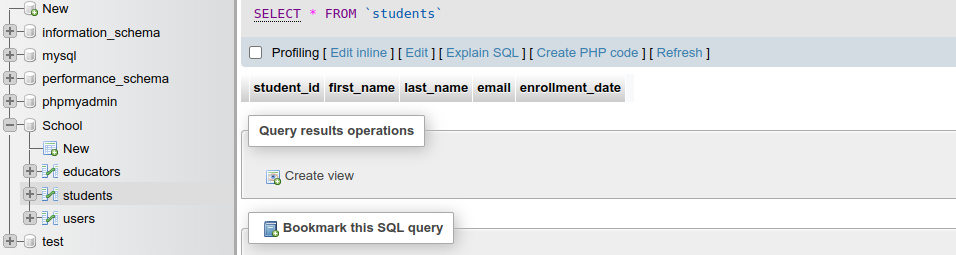 New
information_schema
mysql
performance_schema
phpmyadmin
School
New
educators
students
users
test
SELECT * FROM `students`
Profiling [ Edit inline ] [ Edit ] [ Explain SQL ] [ Create PHP code ] [ Refresh ]
student_id first_name last_name email enrollment_date
Query results operations
Create view
Bookmark this SQL query